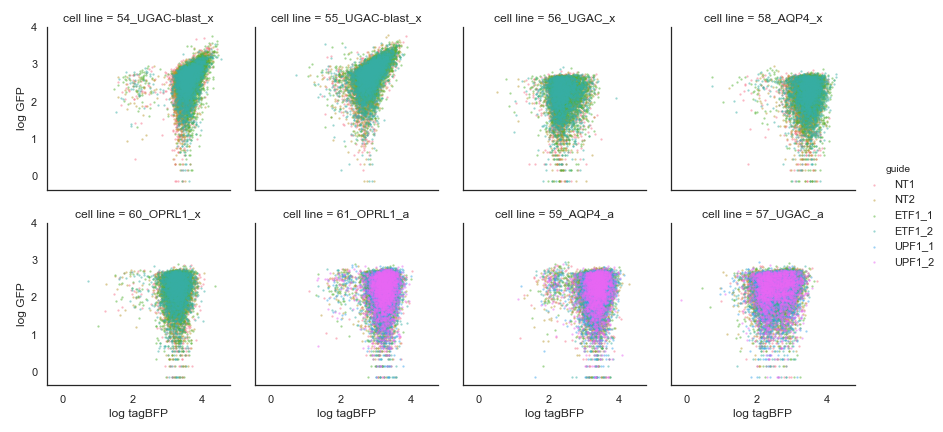 cell line = 54_UGAC-blast_x
cell line = 55_UGAC-blast_x
cell line = 56_UGAC_x
cell line = 58_AQP4_x
4
3
2
1
0
log GFP
guide
NT1
NT2
ETF1_1
ETF1_2
UPF1_1
UPF1_2
cell line = 60_OPRL1_x
cell line = 61_OPRL1_a
cell line = 59_AQP4_a
cell line = 57_UGAC_a
4
3
2
1
0
log GFP
0 2 4
0 2 4
0 2 4
0 2 4
log tagBFP
log tagBFP
log tagBFP
log tagBFP